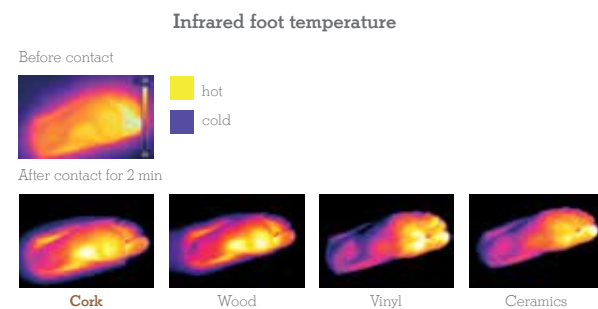 Infrared foot temperature
Before contact
hot
cold
After contact for 2 min
Cork
Wood
Vinyl
Ceramics